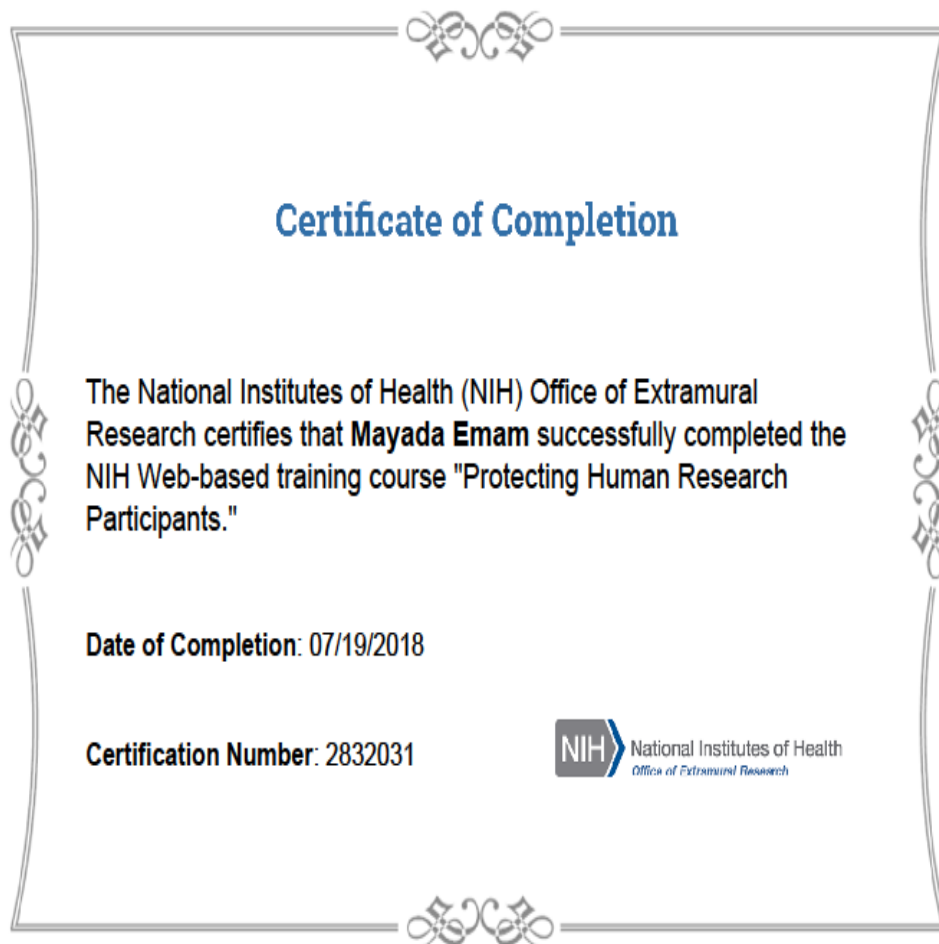 Certificate of Completion
The National Institutes of Health (NIH) Office of Extramural
Research certifies that Mayada Emam successfully completed the
NIH Web-based training course "Protecting Human Research
Participants."
Date of Completion: 07/19/2018
Certification Number: 2832031
NIH National Institutes of Health
Office of Extramural Research